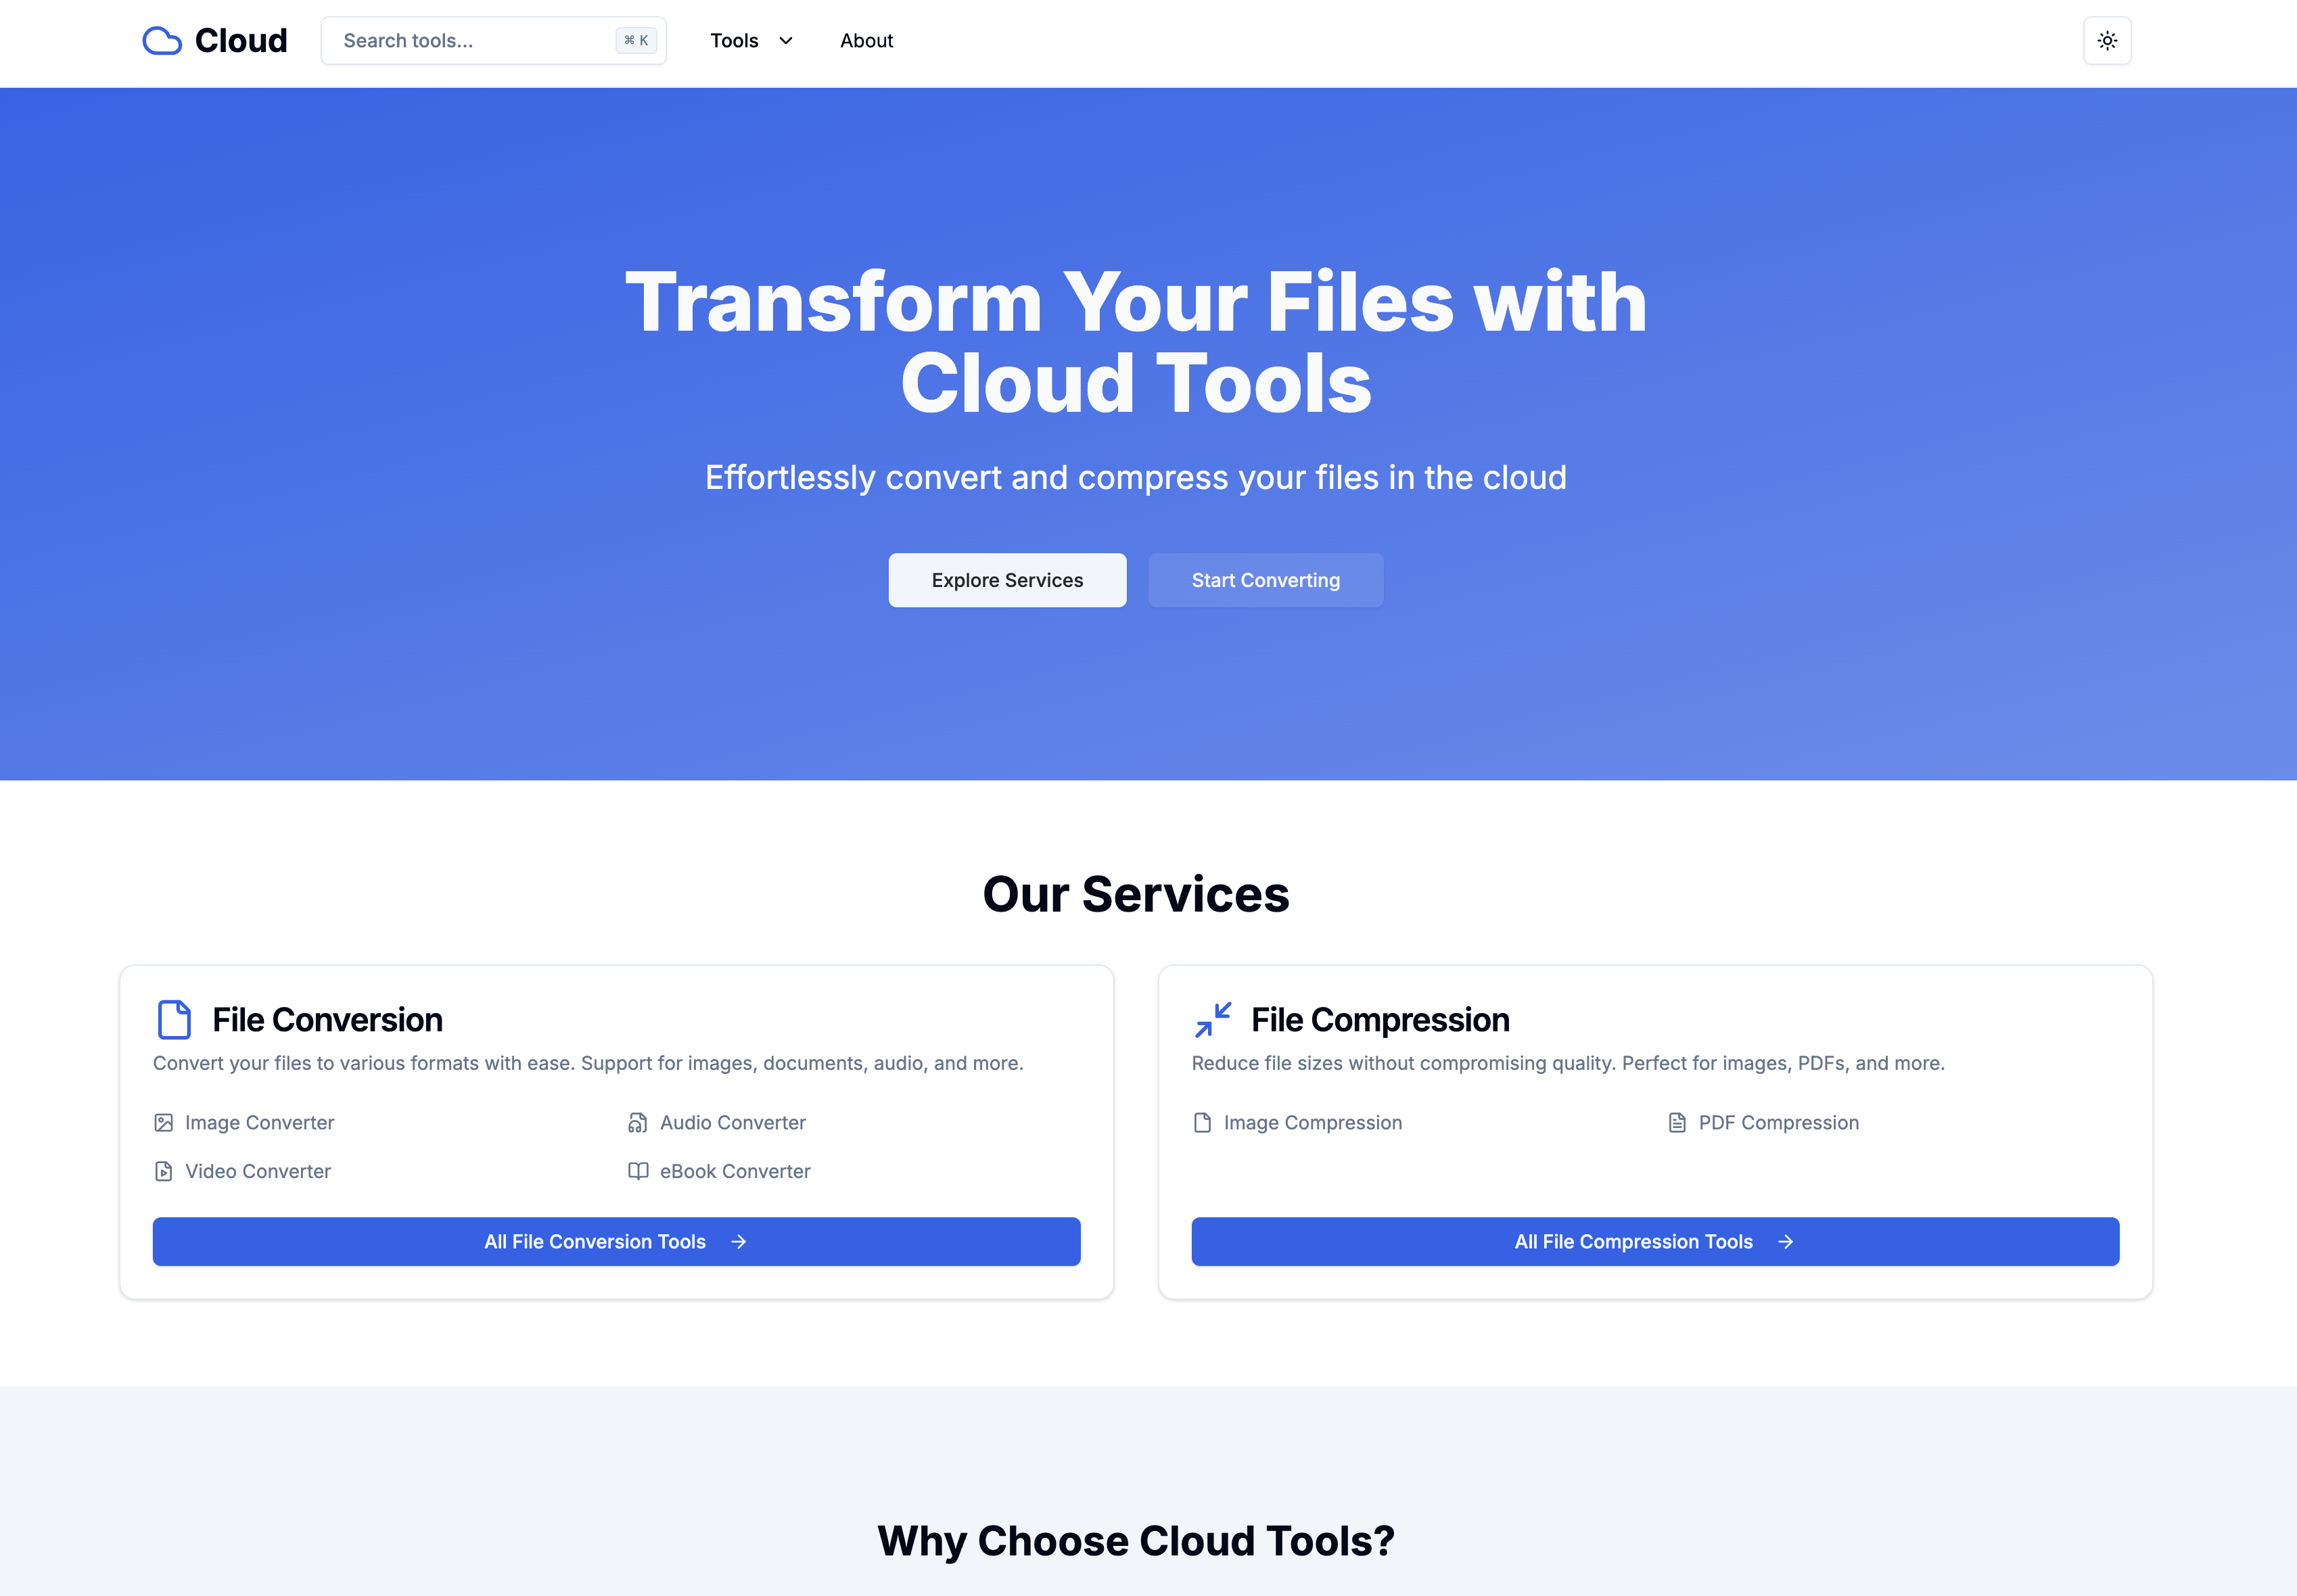 Cloud
Search tools...
⌘ K
Tools
About
Transform Your Files with
Cloud Tools
Effortlessly convert and compress your files in the cloud
Explore Services
Start Converting
Our Services
File Conversion
Convert your files to various formats with ease. Support for images, documents, audio, and more.
Image Converter
Audio Converter
Video Converter
eBook Converter
All File Conversion Tools
File Compression
Reduce file sizes without compromising quality. Perfect for images, PDFs, and more.
Image Compression
PDF Compression
All File Compression Tools
Why Choose Cloud Tools?